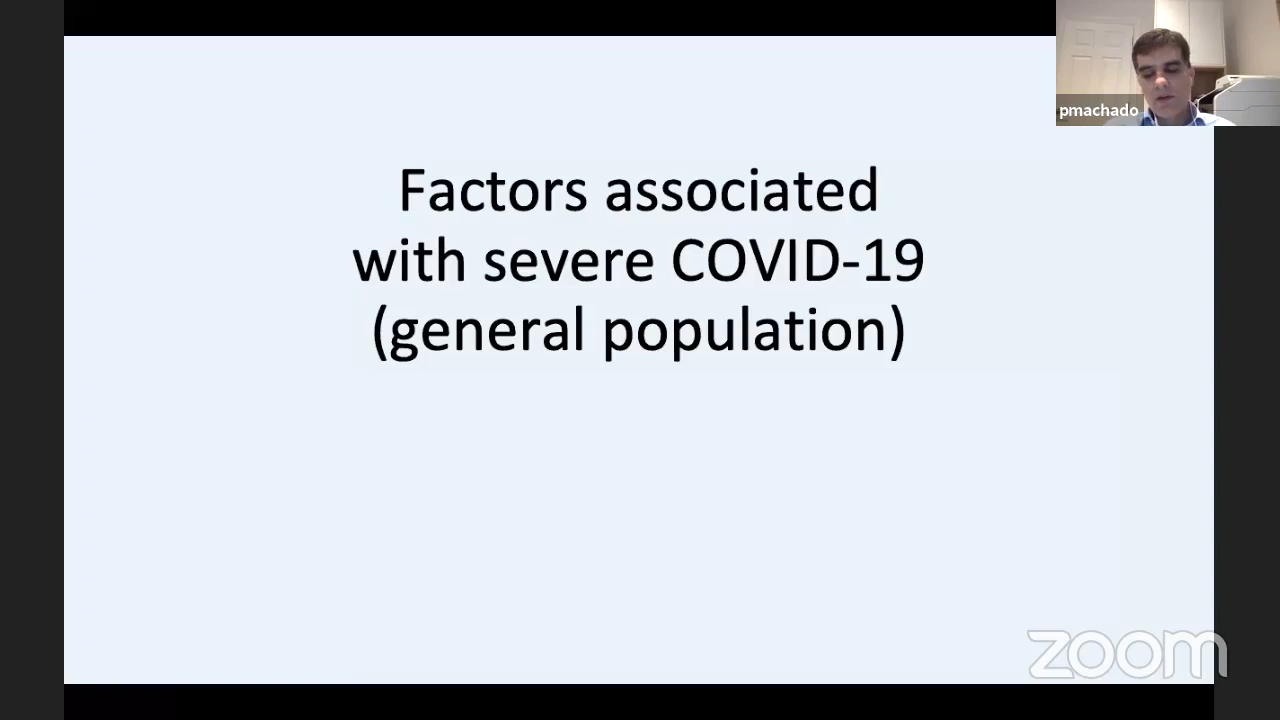 pmachado
Factors associated
with severe COVID-19
(general population)
zoom